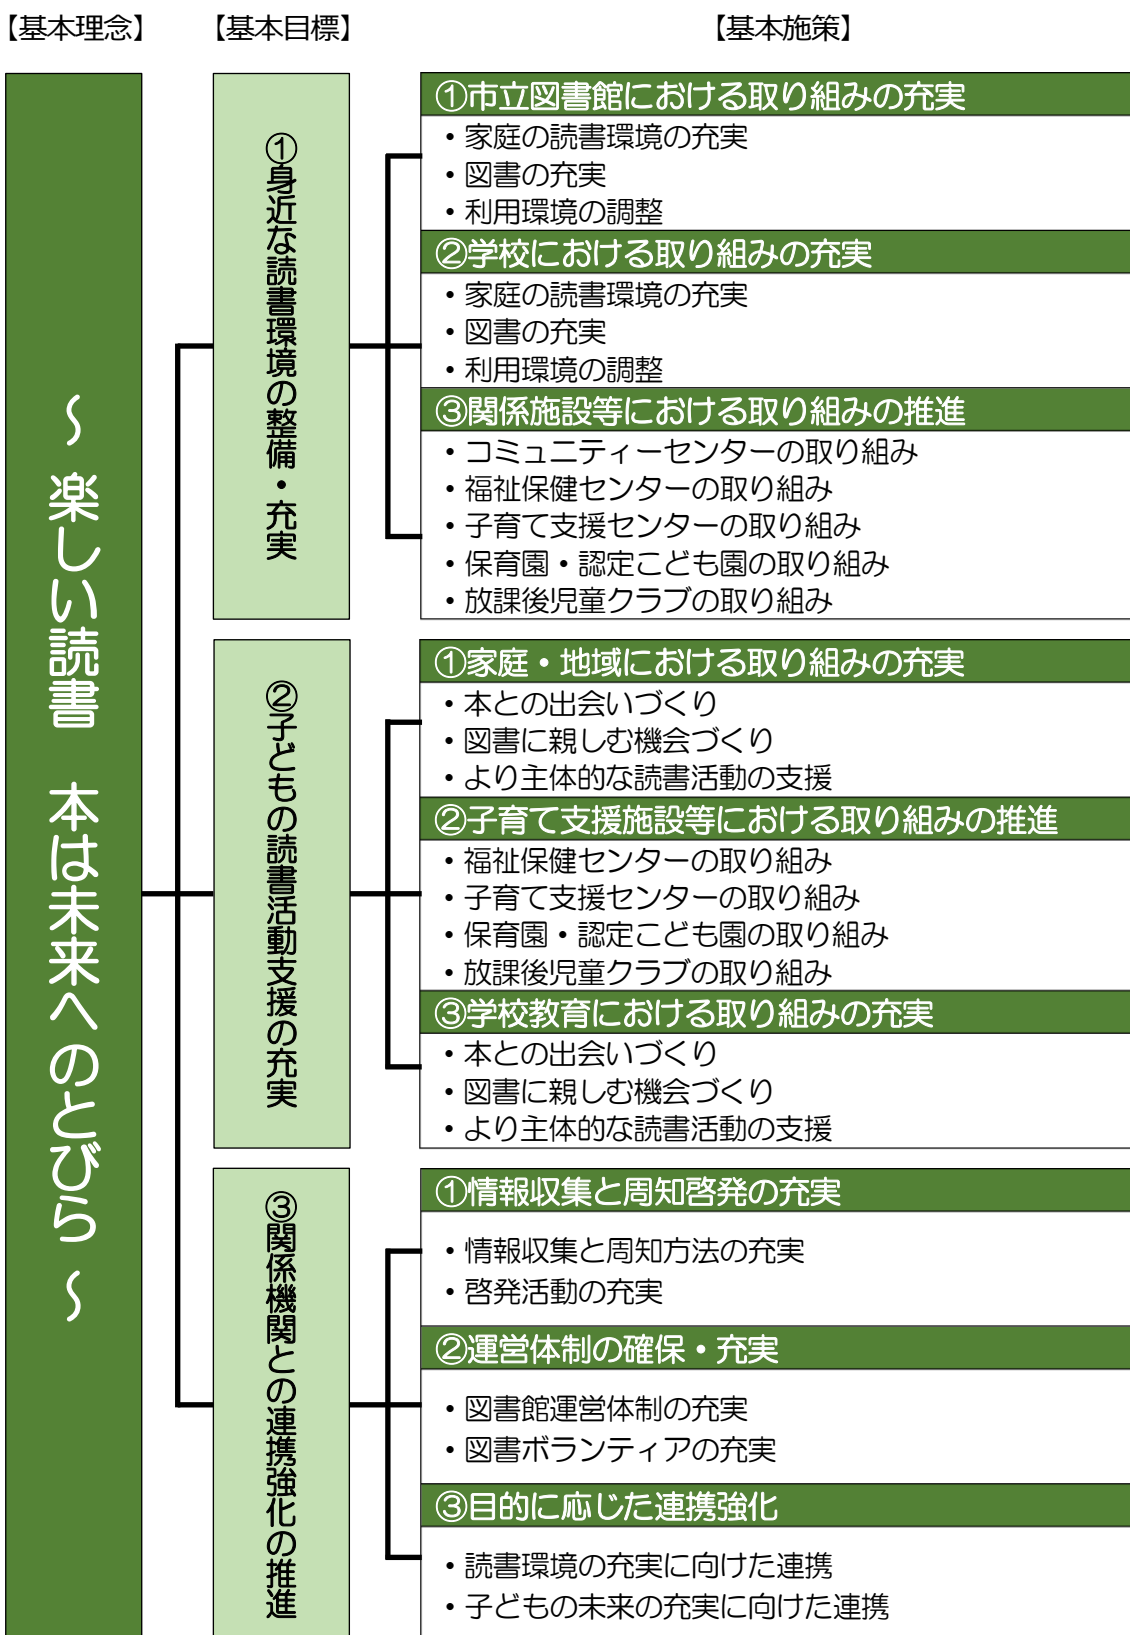 【基本理念】 【基本目標】 【基本施策】
～ 楽しい読書　本は未来へのとびら ～
①身近な読書環境の整備・充実
①市立図書館における取り組みの充実
・家庭の読書環境の充実
・図書の充実
・利用環境の調整
②学校における取り組みの充実
・家庭の読書環境の充実
・図書の充実
・利用環境の調整
③関係施設等における取り組みの推進
・コミュニティーセンターの取り組み
・福祉保健センターの取り組み
・子育て支援センターの取り組み
・保育園・認定こども園の取り組み
・放課後児童クラブの取り組み
②子どもの読書活動支援の充実
①家庭・地域における取り組みの充実
・本との出会いづくり
・図書に親しむ機会づくり
・より主体的な読書活動の支援
②子育て支援施設等における取り組みの推進
・福祉保健センターの取り組み
・子育て支援センターの取り組み
・保育園・認定こども園の取り組み
・放課後児童クラブの取り組み
③学校教育における取り組みの充実
・本との出会いづくり
・図書に親しむ機会づくり
・より主体的な読書活動の支援
③関係機関との連携強化の推進
①情報収集と周知啓発の充実
・情報収集と周知方法の充実
・啓発活動の充実
②運営体制の確保・充実
・図書館運営体制の充実
・図書ボランティアの充実
③目的に応じた連携強化
・読書環境の充実に向けた連携
・子どもの未来の充実に向けた連携